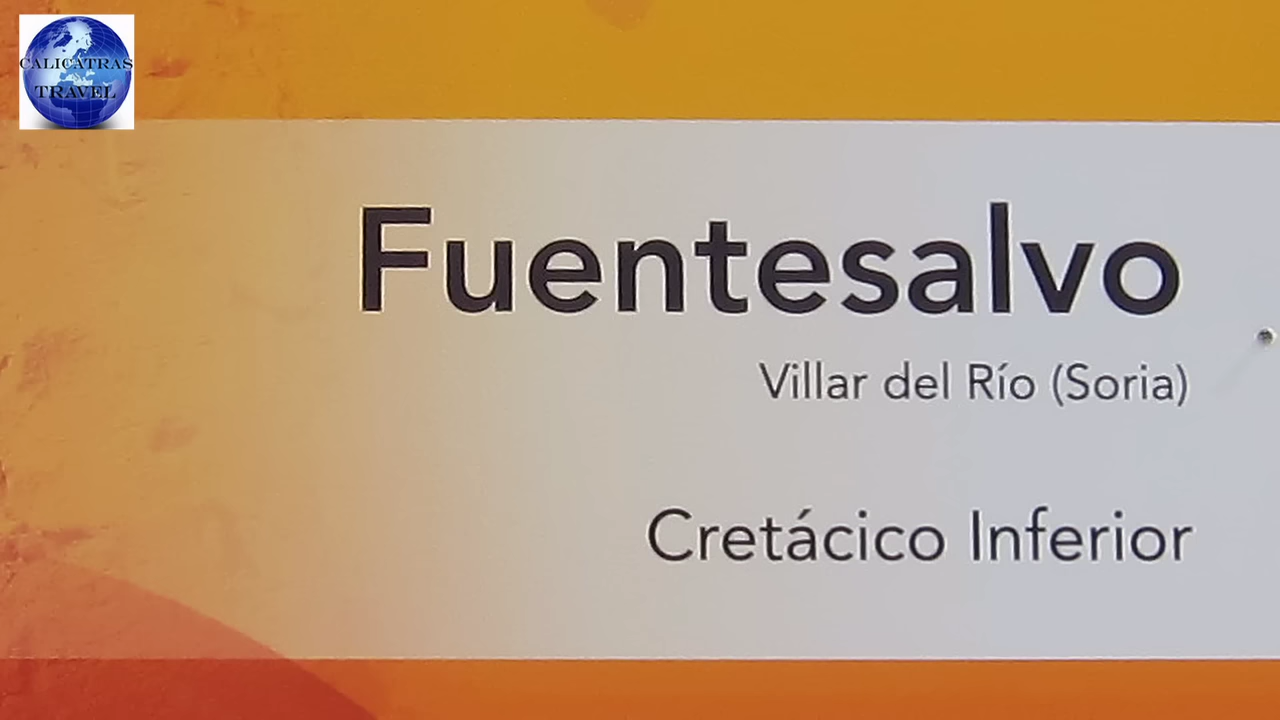 CALICATRAS
TRAVEL
Fuentesalvo
Villar del Río (Soria)
Cretácico Inferior